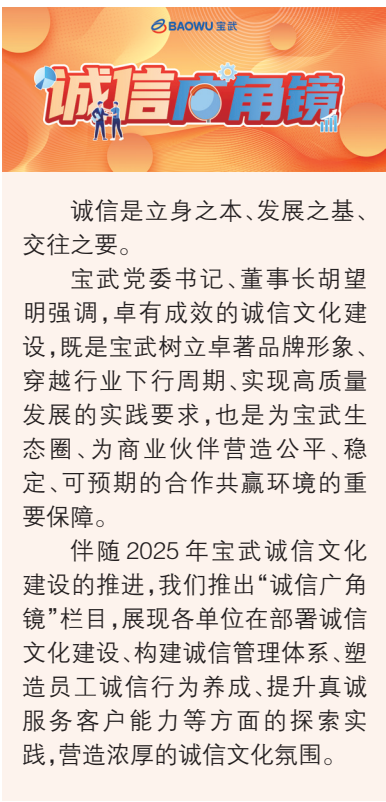 BAOWU 宝武
诚信广角镜
诚信是立身之本、发展之基、
交往之要。
宝武党委书记、董事长胡望
明强调，卓有成效的诚信文化建
设，既是宝武树立卓著品牌形象、
穿越行业下行周期、实现高质量
发展的实践要求，也是为宝武生
态圈、为商业伙伴营造公平、稳
定、可预期的合作共赢环境的重
要保障。
伴随2025年宝武诚信文化
建设的推进，我们推出“诚信广角
镜”栏目，展现各单位在部署诚信
文化建设、构建诚信管理体系、塑
造员工诚信行为养成、提升真诚
服务客户能力等方面的探索实
践，营造浓厚的诚信文化氛围。